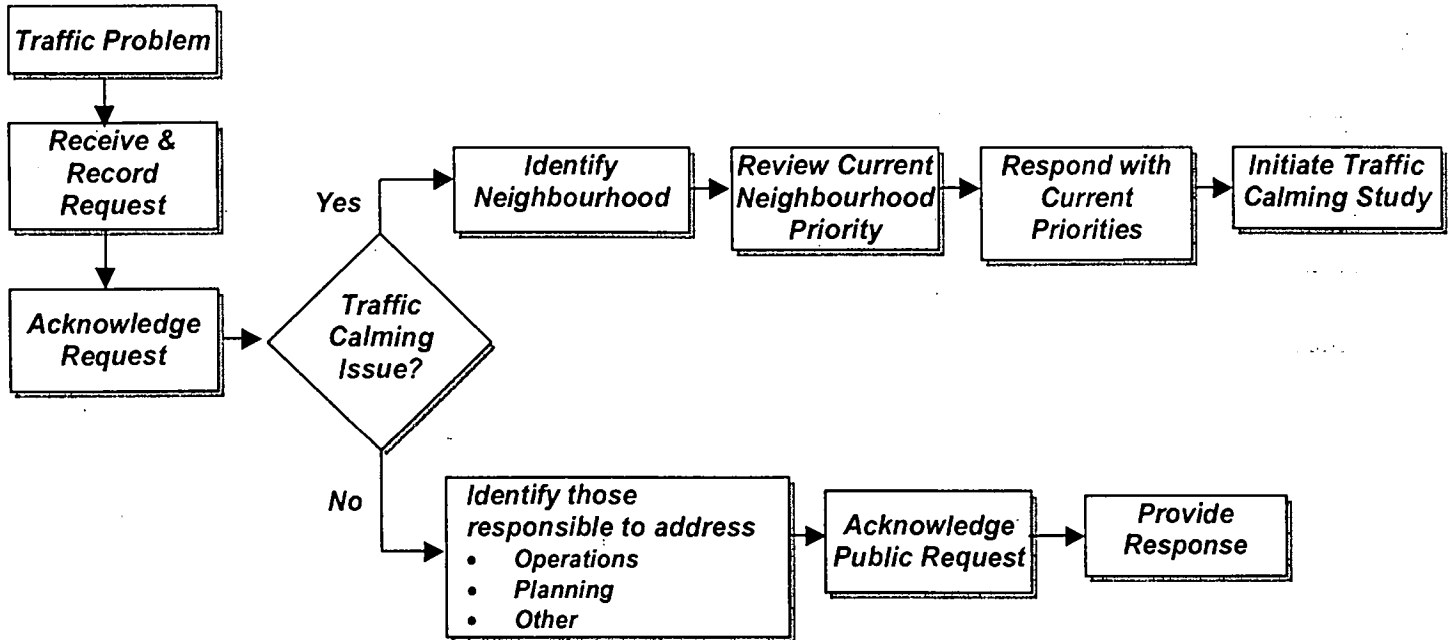 Traffic Problem
Receive &
Record
Request
Acknowledge
Request
Traffic
Calming
Issue?
Yes
Identify
Neighbourhood
Review Current
Neighbourhood
Priority
Respond with
Current
Priorities
Initiate Traffic
Calming Study
No
Identify those
responsible to address
• Operations
• Planning
• Other
Acknowledge
Public Request
Provide
Response